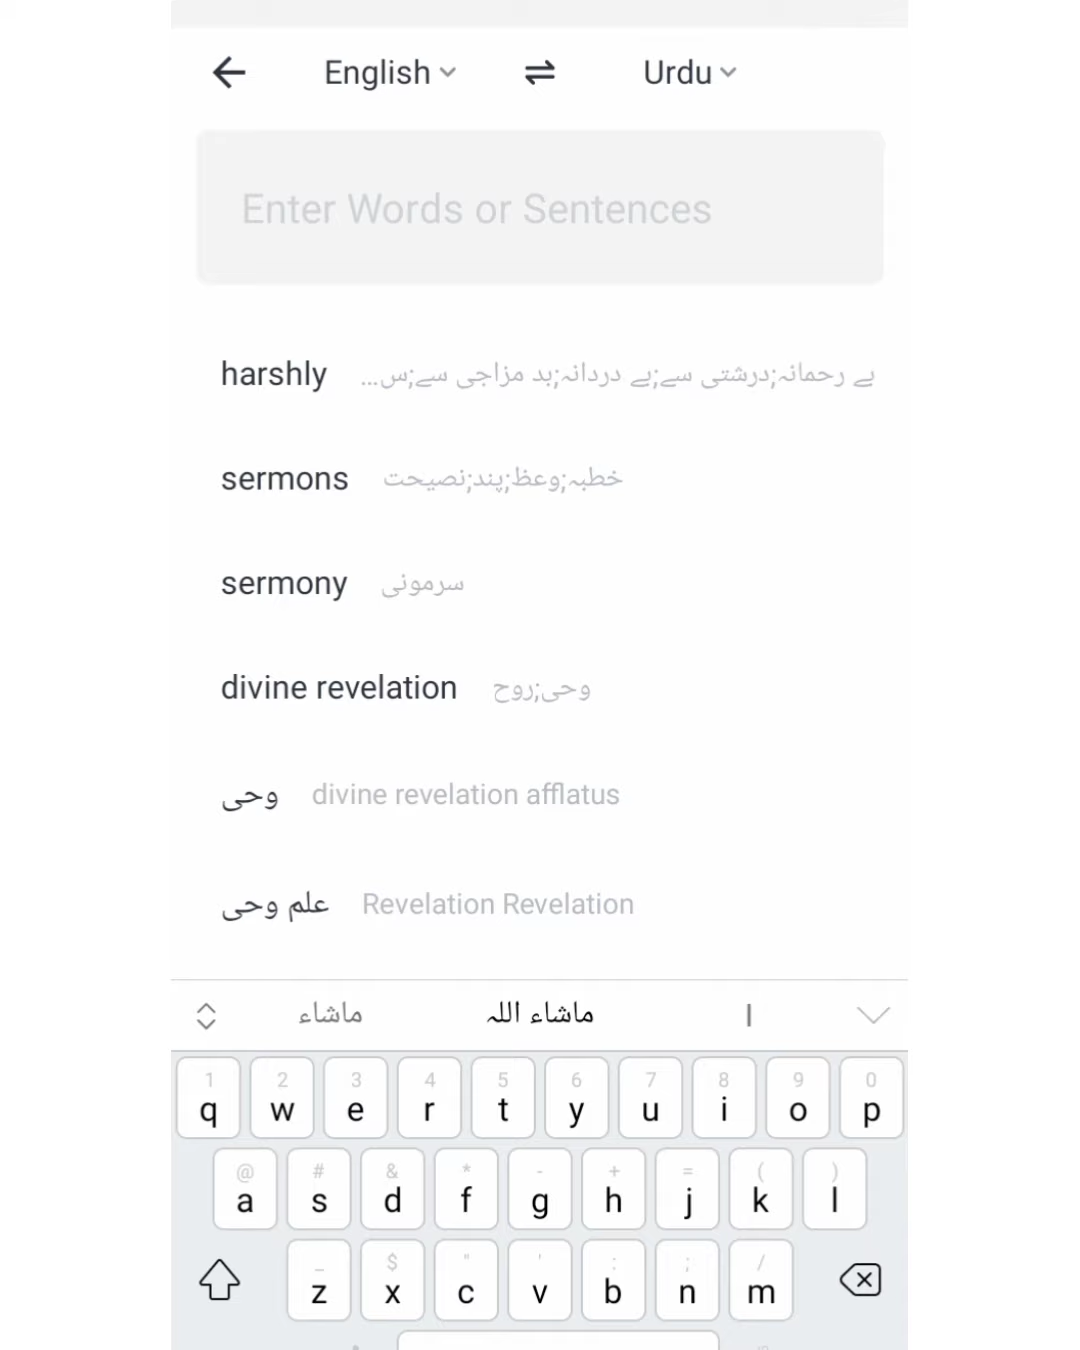 English Urdu
Enter Words or Sentences
harshly بے رحمانہ;درشتی سے;بے دردانہ;بد مزاجی سے;س...
sermons خطبہ;وعظ;پند;نصیحت
sermony سرمونی
divine revelation وحی;روح
وحی divine revelation afflatus
علم وحی Revelation Revelation
ماشاء ماشاء اللہ ا
1 2 3 4 5 6 7 8 9 0
q w e r t y u i o p
@ # & * - + = ( )
a s d f g h j k l
_ $ " ' : ; /
z x c v b n m